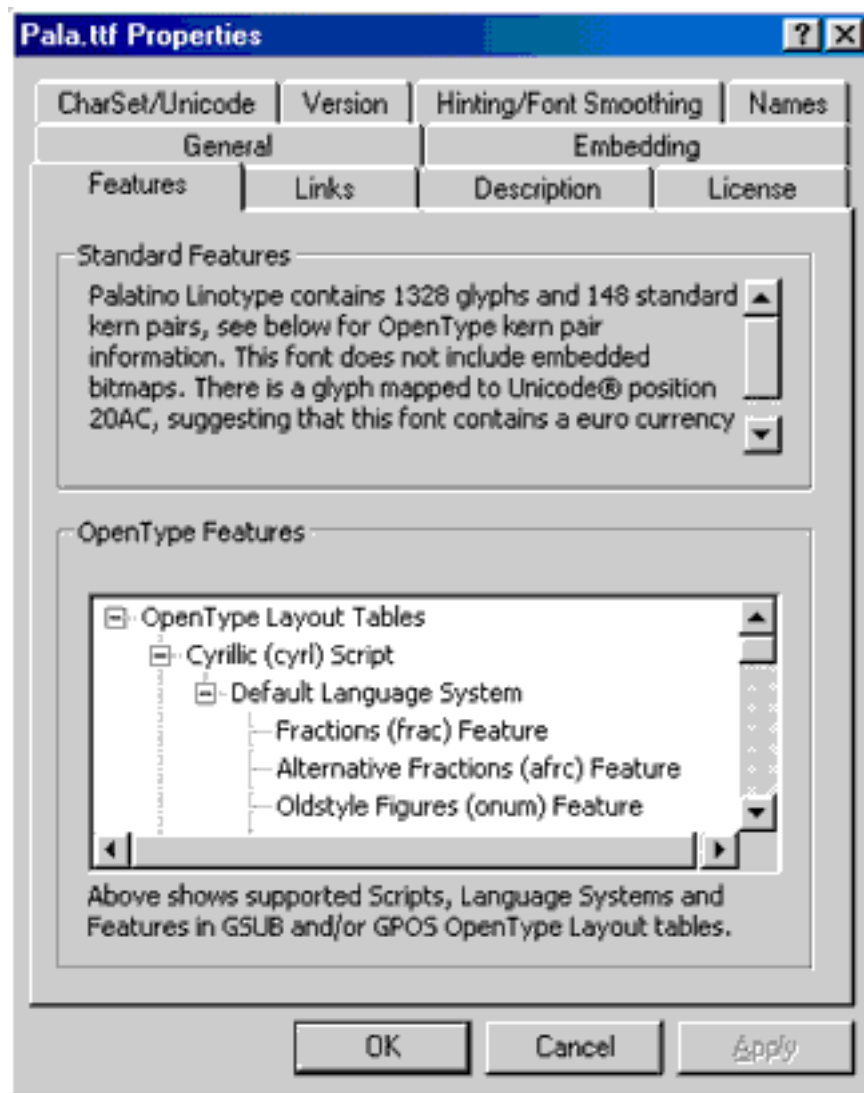 Pala.ttf Properties
CharSet/Unicode Version Hinting/Font Smoothing Names
General Embedding
Features Links Description License
Standard Features
Palatino Linotype contains 1328 glyphs and 148 standard
kern pairs, see below for OpenType kern pair
information. This font does not include embedded
bitmaps. There is a glyph mapped to Unicode® position
20AC, suggesting that this font contains a euro currency
OpenType Features
OpenType Layout Tables
Cyrillic (cyrl) Script
Default Language System
Fractions (frac) Feature
Alternative Fractions (afrc) Feature
Oldstyle Figures (onum) Feature
Above shows supported Scripts, Language Systems and
Features in GSUB and/or GPOS OpenType Layout tables.
OK Cancel Apply